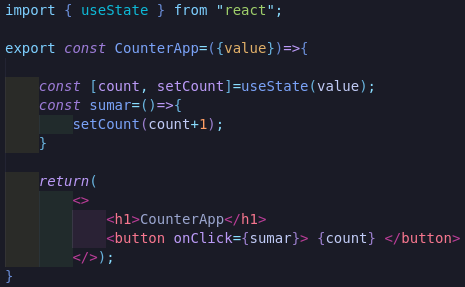 import { useState } from "react";
export const CounterApp=({value})=>{
const [count, setCount]=useState(value);
const sumar=()=>{
setCount(count+1);
}
return(
<>
<h1>CounterApp</h1>
<button onClick={sumar}> {count} </button>
</>);
}